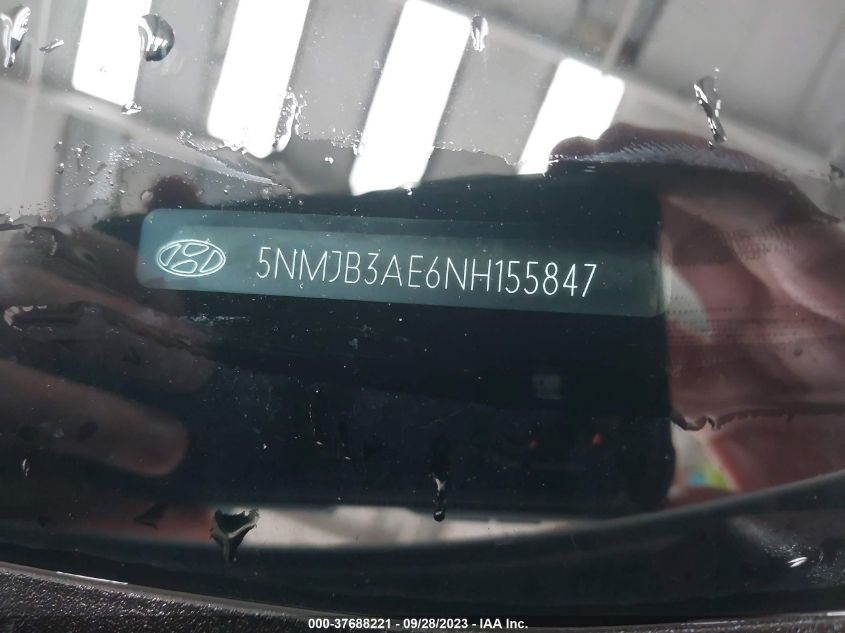 5NMJB3AE6NH155847
000-37688221 - 09/28/2023 - IAA Inc.